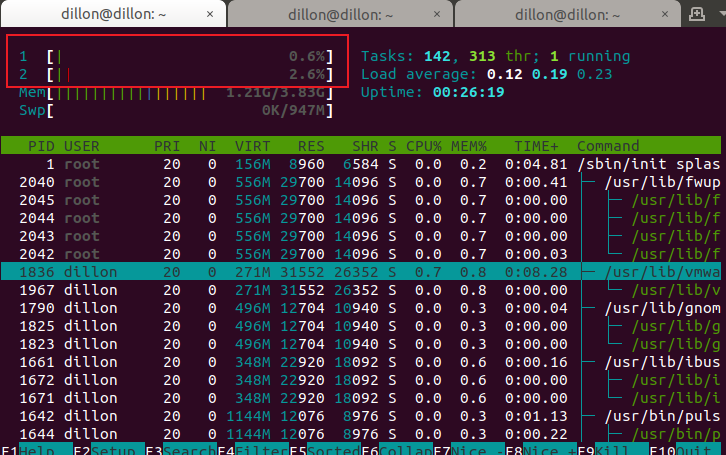 dillon@dillon: ~ × dillon@dillon: ~ × dillon@dillon: ~ ×
1 [| 0.6%] Tasks: 142, 313 thr; 1 running
2 [|| 2.6%] Load average: 0.12 0.19 0.23
Mem[||||||||||||||||| 1.21G/3.83G] Uptime: 00:26:19
Swp[ 0K/947M]
PID USER PRI NI VIRT RES SHR S CPU% MEM% TIME+ Command
1 root 20 0 156M 8960 6584 S 0.0 0.2 0:04.81 /sbin/init splas
2040 root 20 0 556M 29700 14096 S 0.0 0.7 0:00.41 ├─ /usr/lib/fwup
2045 root 20 0 556M 29700 14096 S 0.0 0.7 0:00.00 │ ├─ /usr/lib/f
2044 root 20 0 556M 29700 14096 S 0.0 0.7 0:00.00 │ ├─ /usr/lib/f
2043 root 20 0 556M 29700 14096 S 0.0 0.7 0:00.00 │ ├─ /usr/lib/f
2042 root 20 0 556M 29700 14096 S 0.0 0.7 0:00.03 │ └─ /usr/lib/f
1836 dillon 20 0 271M 31552 26352 S 0.7 0.8 0:08.28 ├─ /usr/lib/vmwa
1967 dillon 20 0 271M 31552 26352 S 0.0 0.8 0:00.00 │ └─ /usr/lib/v
1790 dillon 20 0 496M 12704 10940 S 0.0 0.3 0:00.04 ├─ /usr/lib/gnom
1825 dillon 20 0 496M 12704 10940 S 0.0 0.3 0:00.00 │ ├─ /usr/lib/g
1823 dillon 20 0 496M 12704 10940 S 0.0 0.3 0:00.00 │ └─ /usr/lib/g
1661 dillon 20 0 348M 22920 18092 S 0.0 0.6 0:00.16 ├─ /usr/lib/ibus
1672 dillon 20 0 348M 22920 18092 S 0.0 0.6 0:00.00 │ ├─ /usr/lib/i
1671 dillon 20 0 348M 22920 18092 S 0.0 0.6 0:00.00 │ └─ /usr/lib/i
1642 dillon 20 0 1144M 12076 8976 S 0.0 0.3 0:01.13 ├─ /usr/bin/puls
1644 dillon 20 0 1144M 12076 8976 S 0.0 0.3 0:00.22 │ ├─ /usr/bin/p
F1Help F2Setup F3SearchF4FilterF5SortedF6CollapF7Nice -F8Nice +F9Kill F10Quit